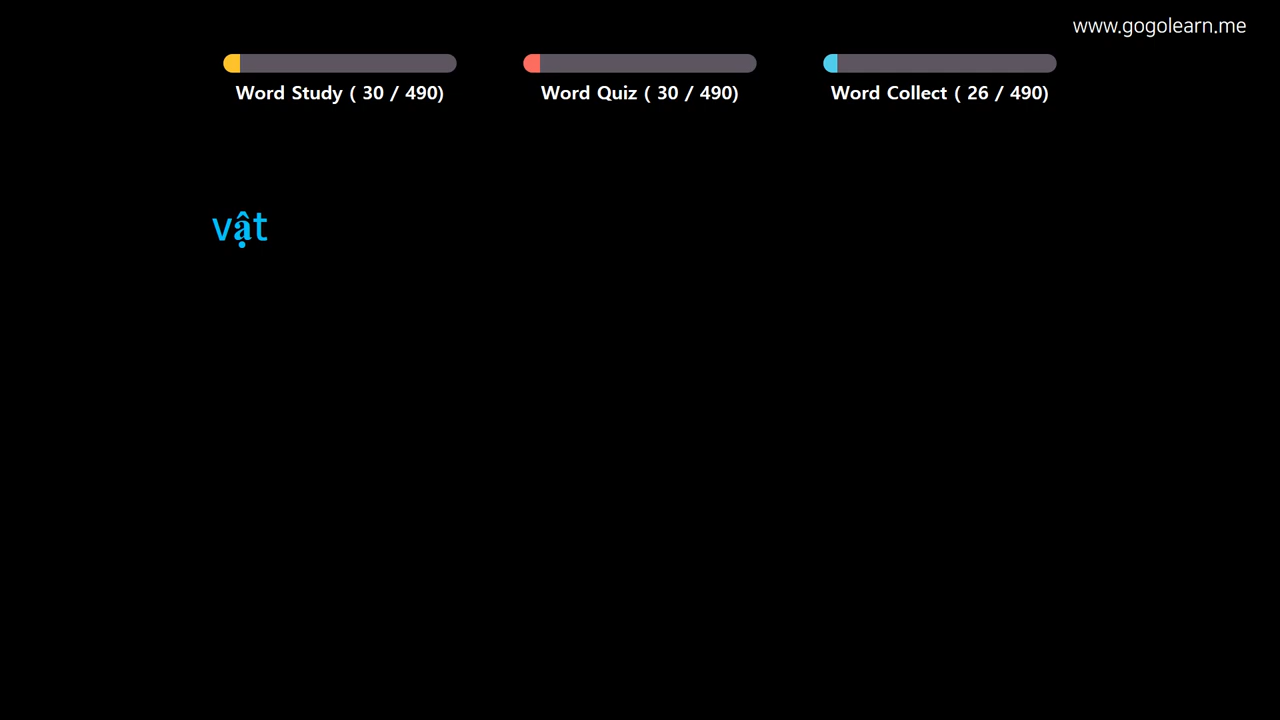 www.gogolearn.me
Word Study ( 30 / 490)
Word Quiz ( 30 / 490)
Word Collect ( 26 / 490)
vật